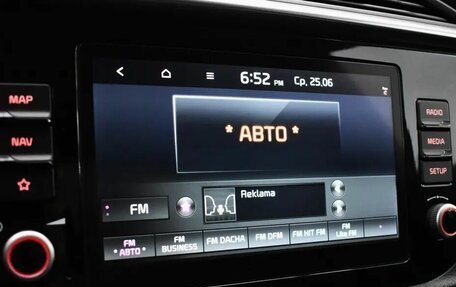 6:52 PM Ср. 25.06
MAP
NAV
RADIO
MEDIA
SETUP
* АВТО *
FM
Reklama
FM
* АВТО *
FM
BUSINESS
FM DACHA
FM DFM
FM HIT FM
FM
Like FM